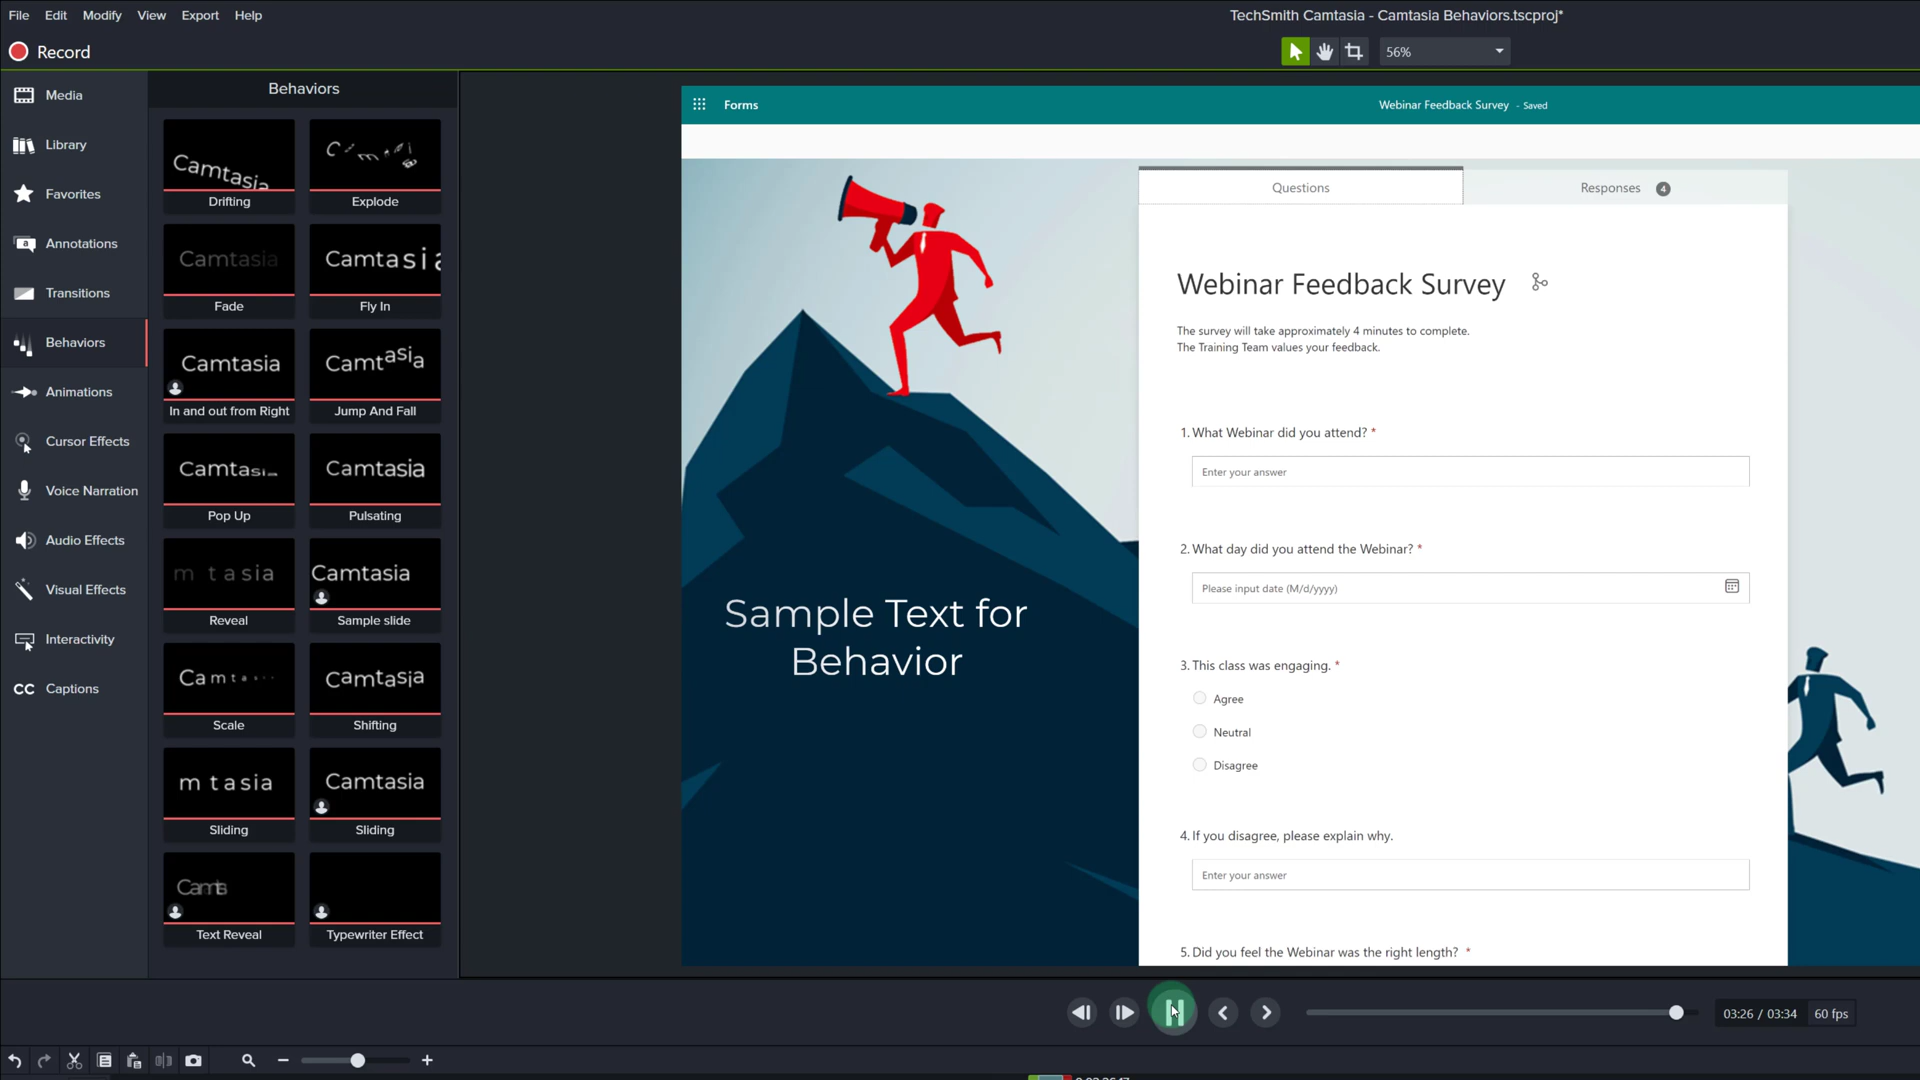 File Edit Modify View Export Help
TechSmith Camtasia - Camtasia Behaviors.tscproj*
Record
56%
Media
Library
Favorites
Annotations
Transitions
Behaviors
Animations
Cursor Effects
Voice Narration
Audio Effects
Visual Effects
Interactivity
CC Captions
Behaviors
Camtasia
Drifting
Explode
Camtasia
Fade
Camtasia
Fly In
Camtasia
In and out from Right
Camtasia
Jump And Fall
Camtasia
Pop Up
Camtasia
Pulsating
m t a s i a
Reveal
Camtasia
Sample slide
Camta
Scale
Camtasia
Shifting
m t a s i a
Sliding
Camtasia
Sliding
Camts
Text Reveal
Typewriter Effect
Forms
Webinar Feedback Survey - Saved
Questions
Responses 4
Webinar Feedback Survey
The survey will take approximately 4 minutes to complete.
The Training Team values your feedback.
1. What Webinar did you attend? *
Enter your answer
2. What day did you attend the Webinar? *
Please input date (M/d/yyyy)
3. This class was engaging. *
Agree
Neutral
Disagree
4. If you disagree, please explain why.
Enter your answer
5. Did you feel the Webinar was the right length? *
Sample Text for
Behavior
03:26 / 03:34 60 fps